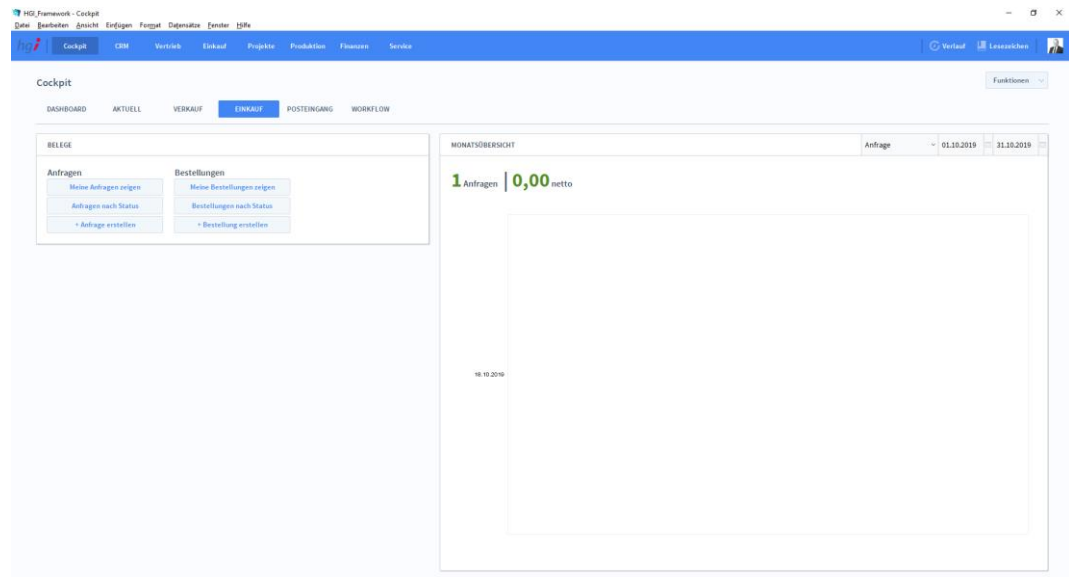 HGI_Framework - Cockpit
Datei Bearbeiten Ansicht Einfügen Format Datensätze Fenster Hilfe
hgi Cockpit CRM Vertrieb Einkauf Projekte Produktion Finanzen Service Verlauf Lesezeichen
Cockpit Funktionen
DASHBOARD AKTUELL VERKAUF EINKAUF POSTEINGANG WORKFLOW
BELEGE
Anfragen Bestellungen
Meine Anfragen zeigen Meine Bestellungen zeigen
Anfragen nach Status Bestellungen nach Status
+ Anfrage erstellen + Bestellung erstellen
MONATSÜBERSICHT Anfrage 01.10.2019 31.10.2019
1 Anfragen | 0,00 netto
18.10.2019